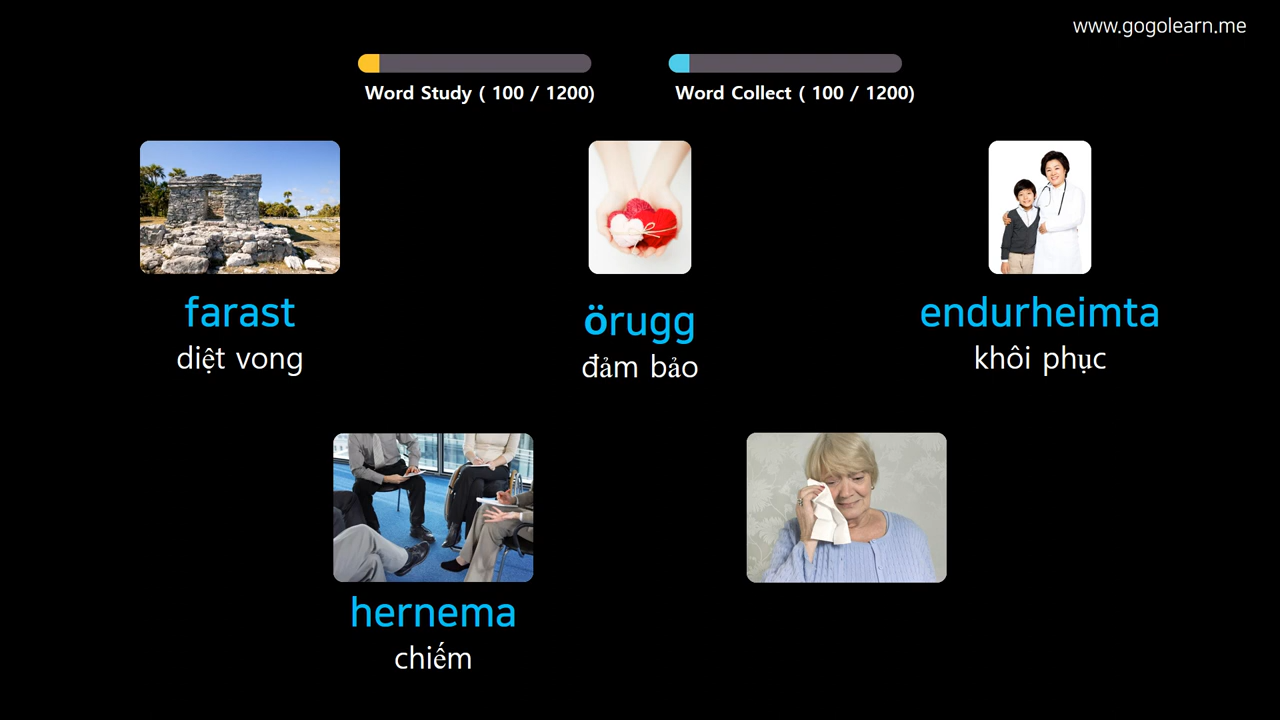 www.gogolearn.me
Word Study ( 100 / 1200)
Word Collect ( 100 / 1200)
farast
diệt vong
örugg
đảm bảo
endurheimta
khôi phục
hernema
chiếm